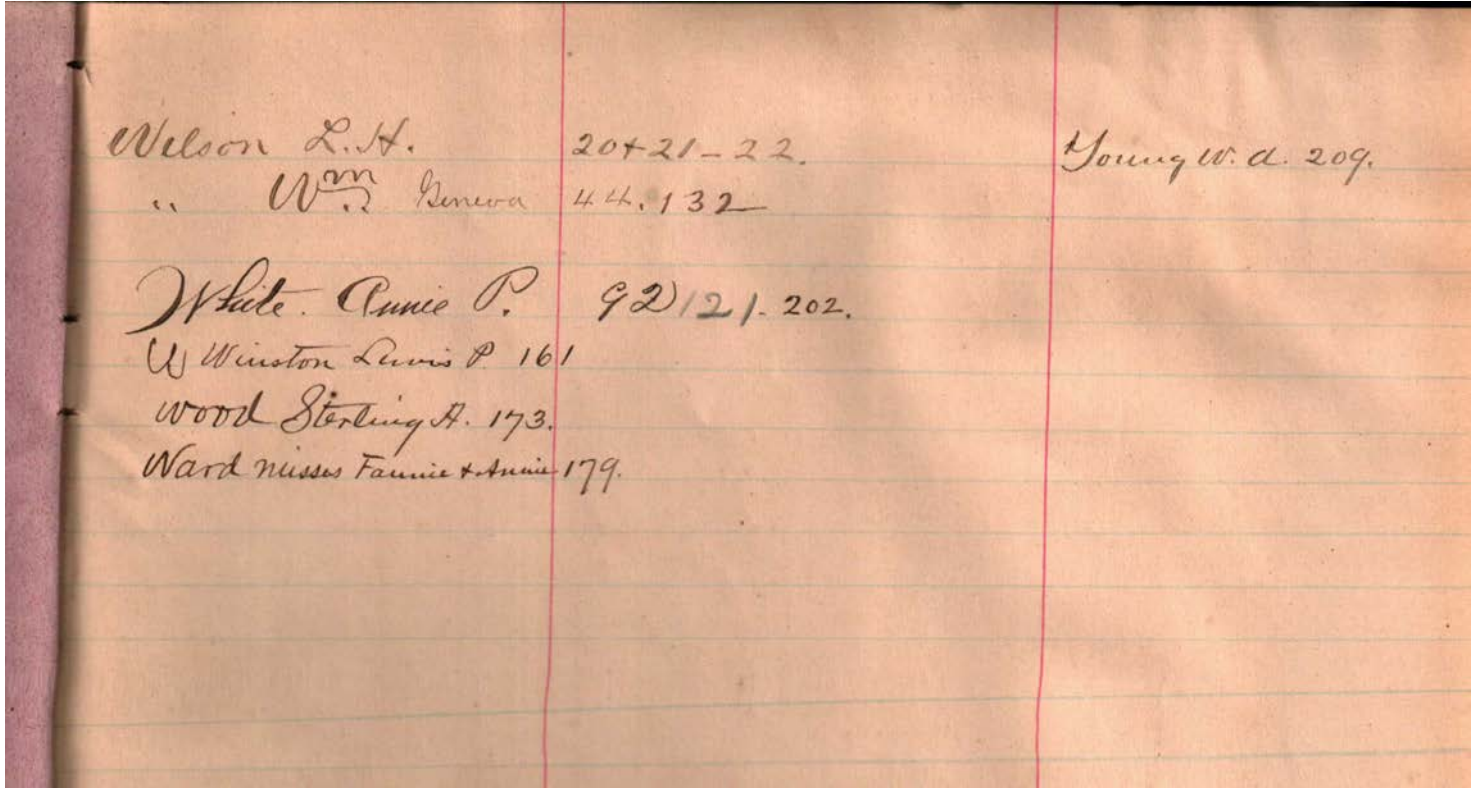 Wilson L. H. 20+21-22.
" Wm Geneva 44. 132
White. Annie P. 92) 121-202.
W Winston Lewis P. 161
Wood Sterling A. 173.
Ward Misses Fannie & Annie 179.
Young W. A. 209.